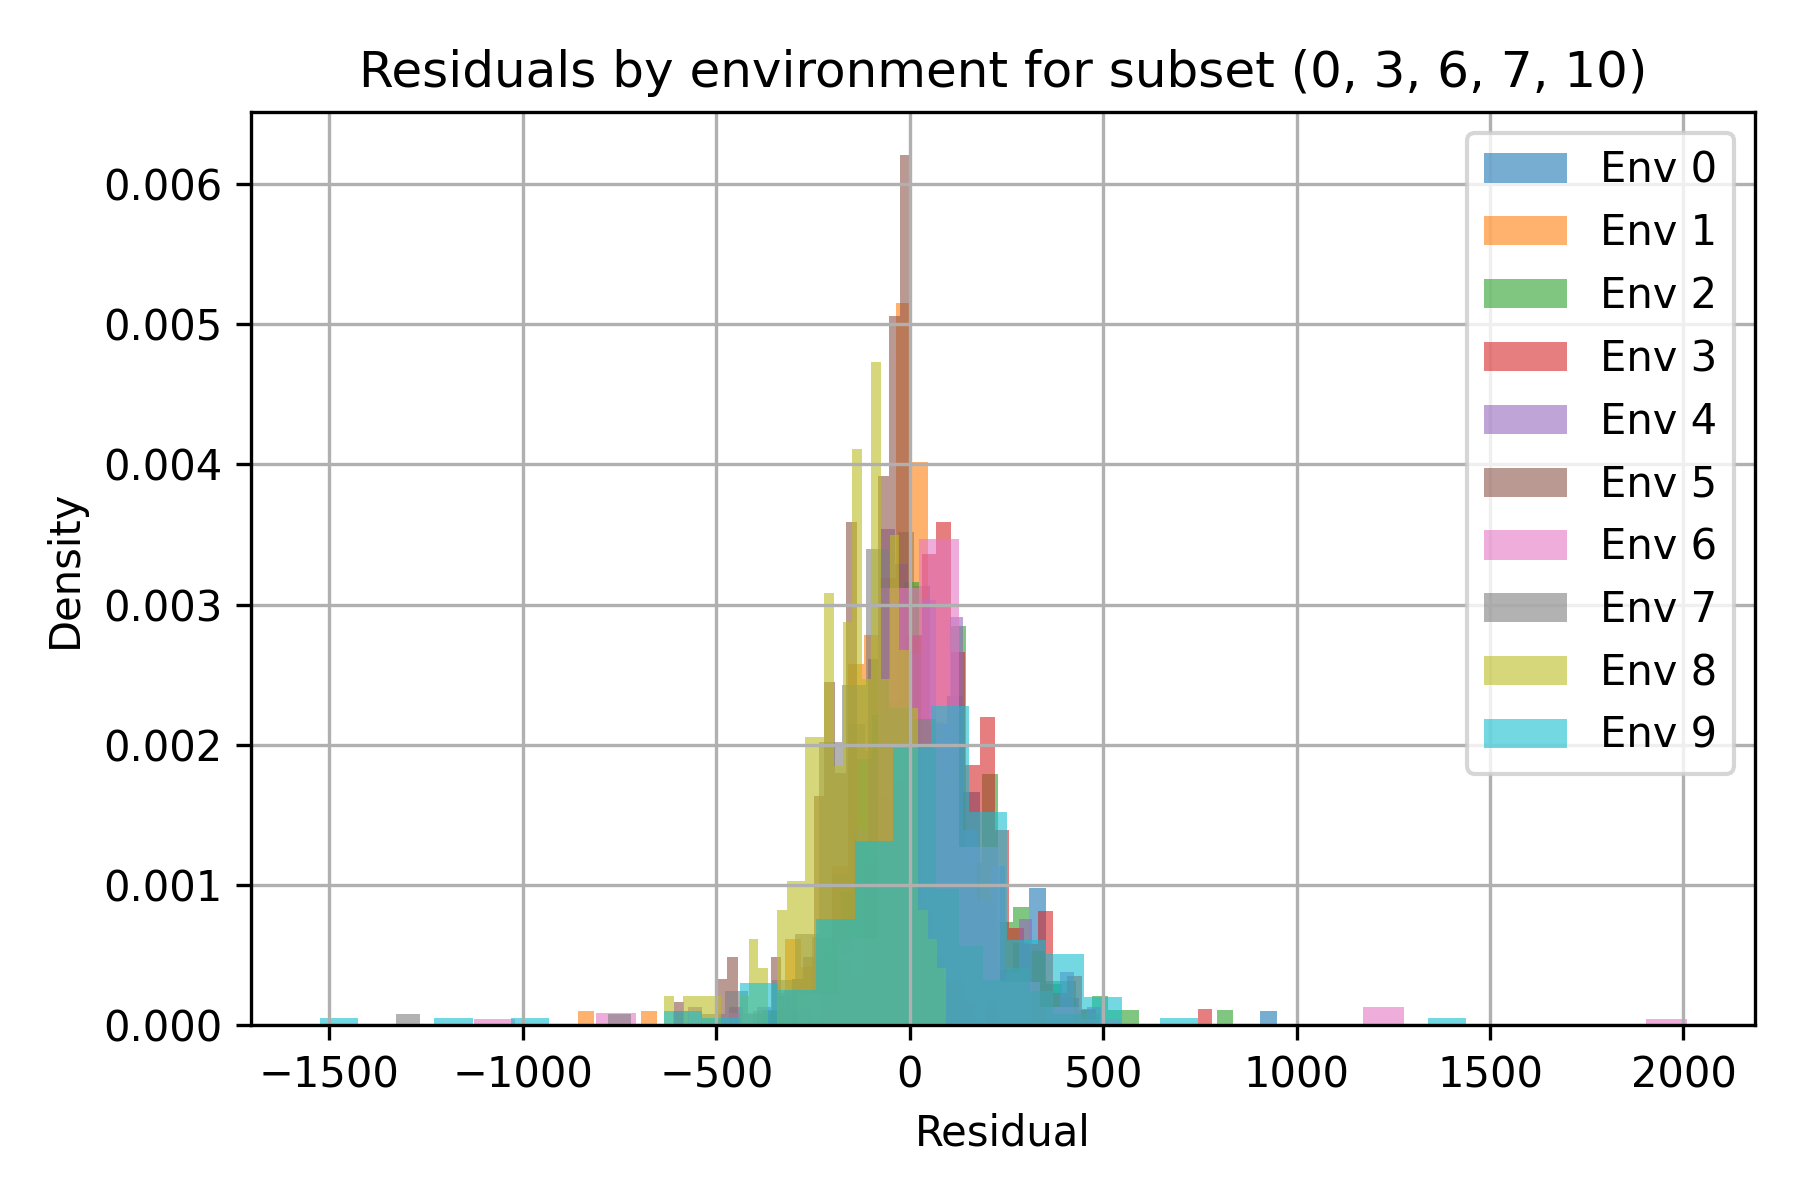 Residuals by environment for subset (0, 3, 6, 7, 10)
Density
0.006
0.005
0.004
0.003
0.002
0.001
0.000
−1500 −1000 −500 0 500 1000 1500 2000
Residual
Env 0
Env 1
Env 2
Env 3
Env 4
Env 5
Env 6
Env 7
Env 8
Env 9